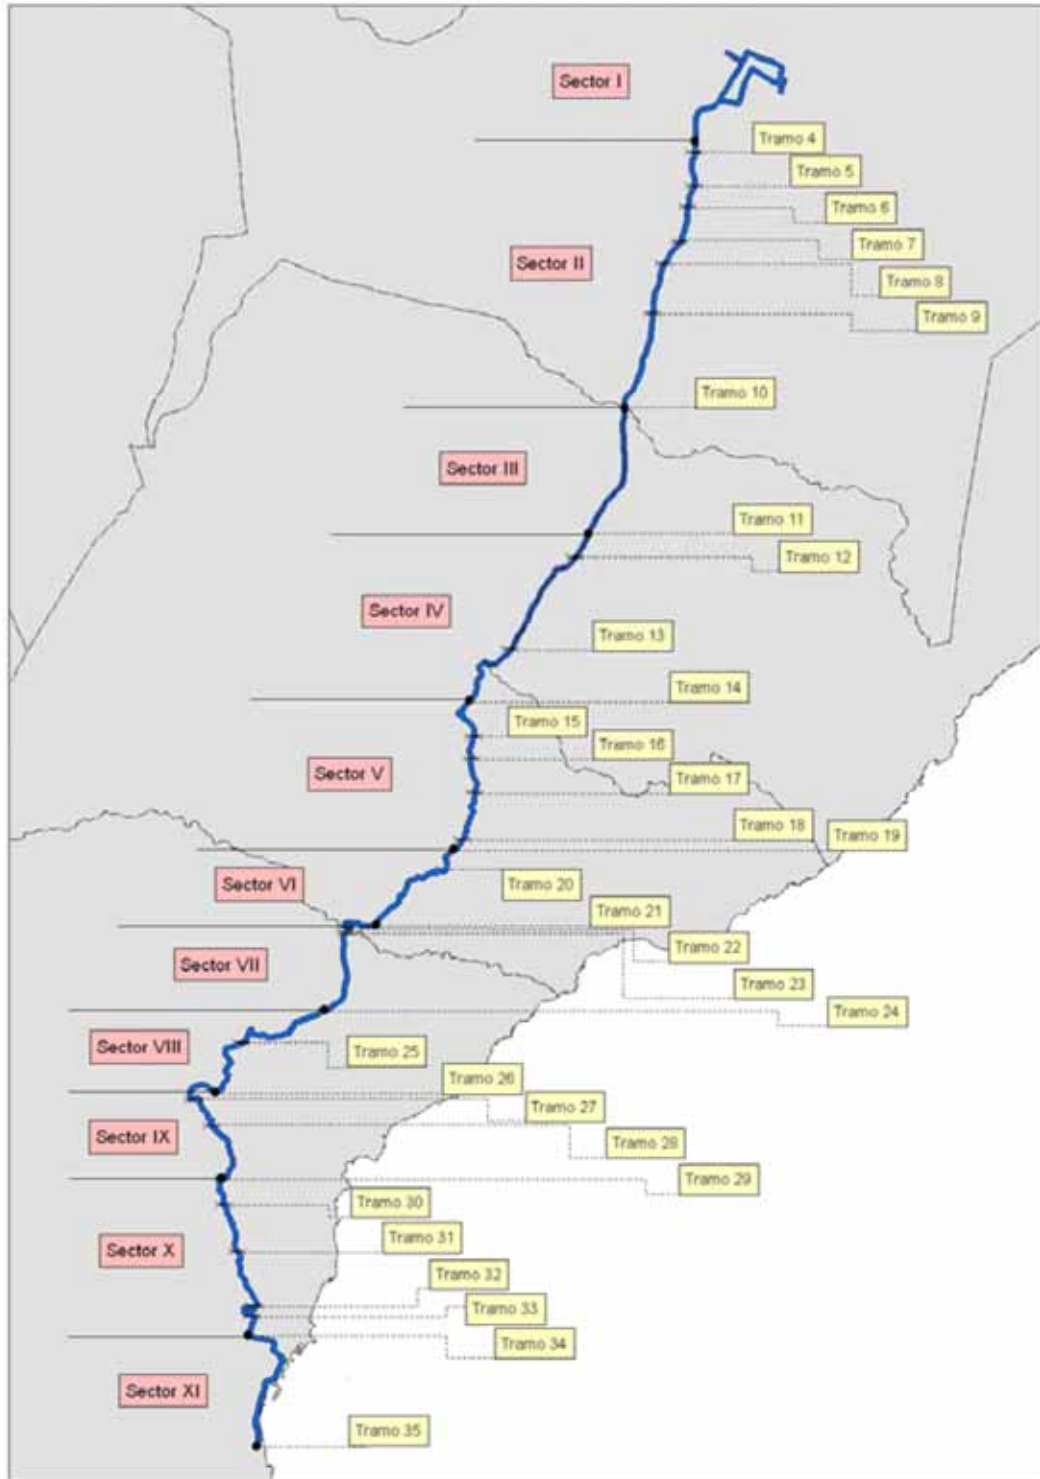 Sector I
Tramo 4
Tramo 5
Tramo 6
Tramo 7
Sector II
Tramo 8
Tramo 9
Tramo 10
Sector III
Tramo 11
Tramo 12
Sector IV
Tramo 13
Tramo 14
Tramo 15
Tramo 16
Sector V
Tramo 17
Tramo 18
Tramo 19
Sector VI
Tramo 20
Tramo 21
Tramo 22
Sector VII
Tramo 23
Tramo 24
Sector VIII
Tramo 25
Tramo 26
Tramo 27
Sector IX
Tramo 28
Tramo 29
Tramo 30
Tramo 31
Sector X
Tramo 32
Tramo 33
Tramo 34
Sector XI
Tramo 35